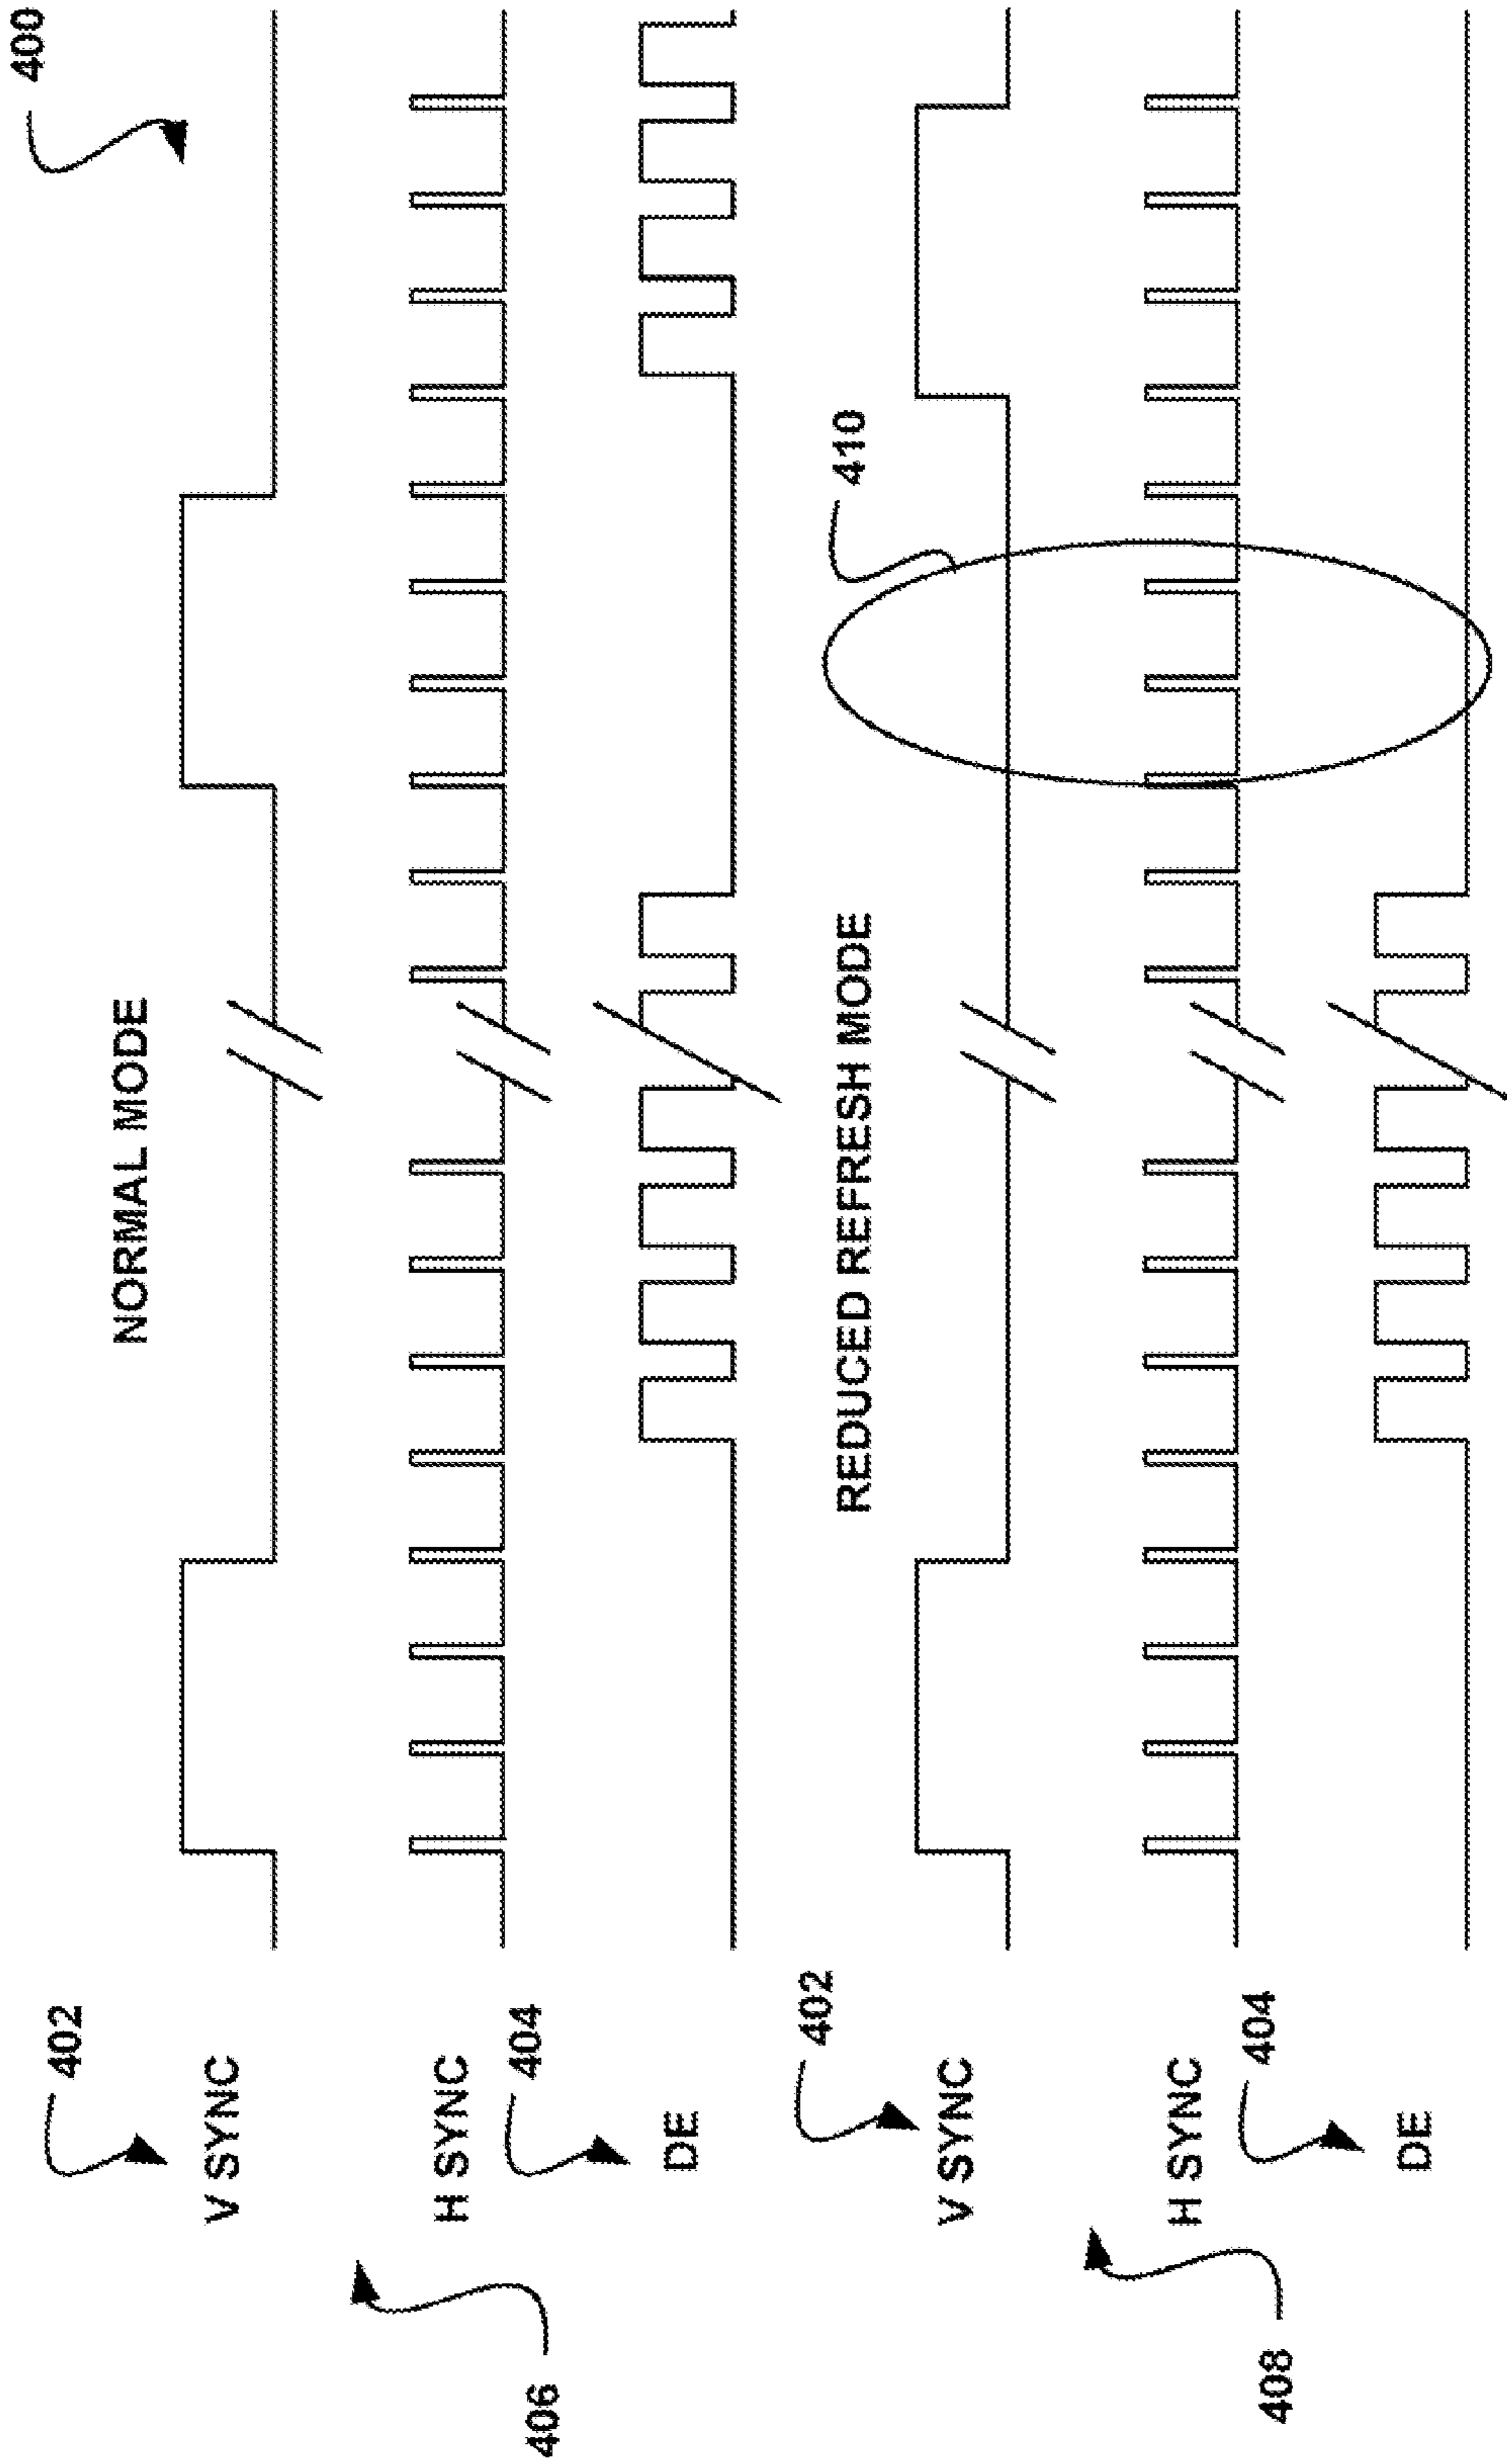 400
NORMAL MODE
402
V SYNC
H SYNC
404
DE
406
REDUCED REFRESH MODE
410
402
V SYNC
H SYNC
404
DE
408